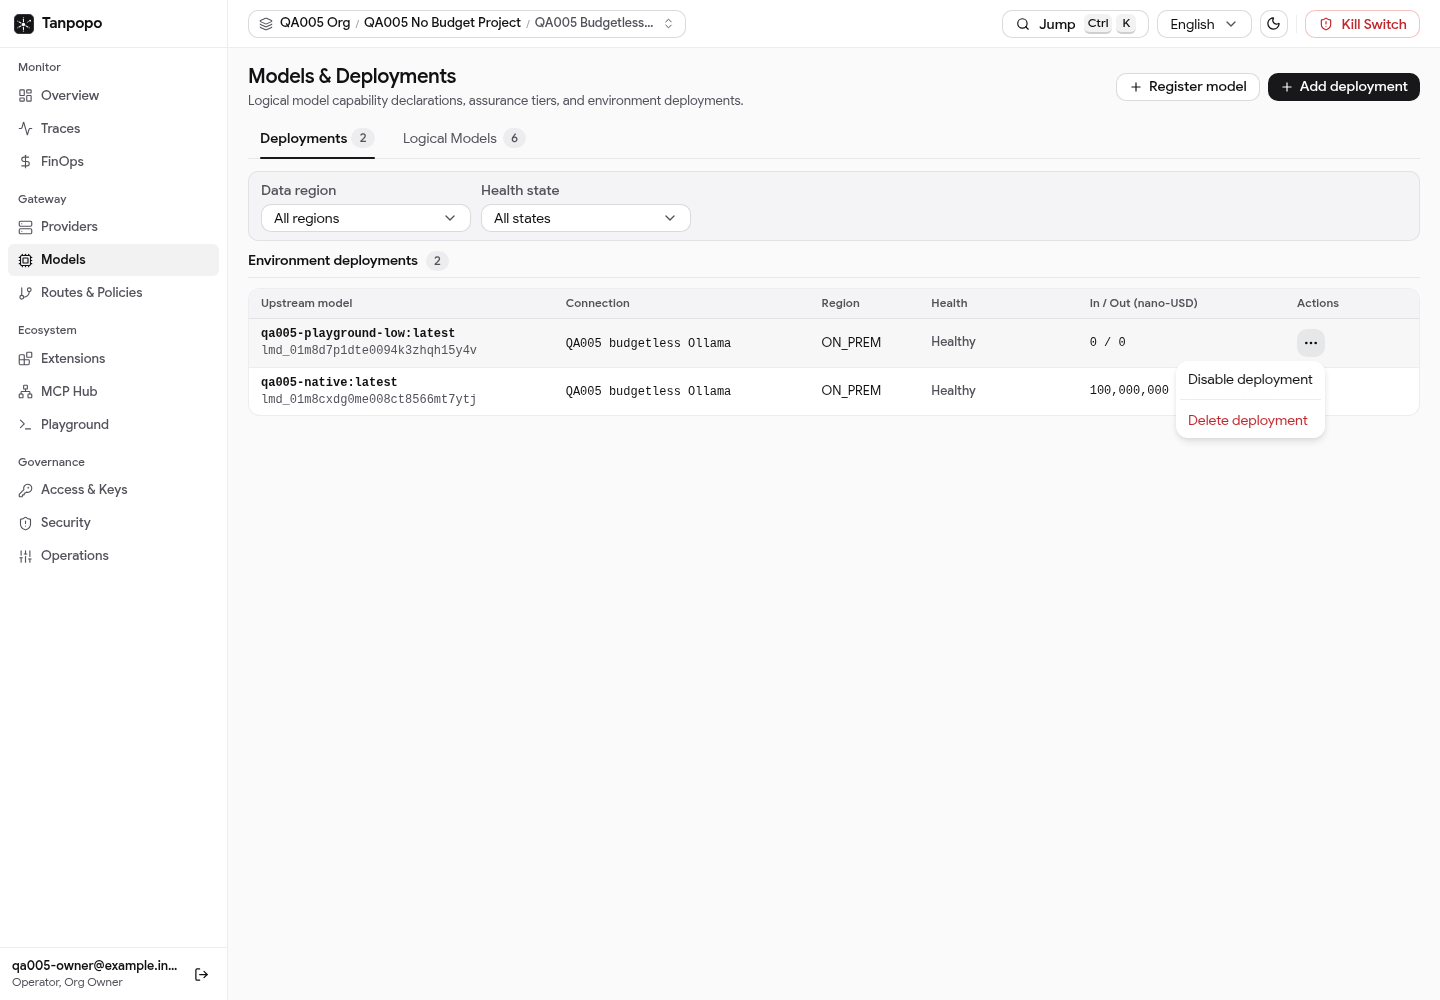 Tanpopo
QA005 Org / QA005 No Budget Project / QA005 Budgetless...
Jump Ctrl K
English
Kill Switch
Monitor
Overview
Traces
FinOps
Gateway
Providers
Models
Routes & Policies
Ecosystem
Extensions
MCP Hub
Playground
Governance
Access & Keys
Security
Operations
qa005-owner@example.in...
Operator, Org Owner
Models & Deployments
Logical model capability declarations, assurance tiers, and environment deployments.
Register model
Add deployment
Deployments 2
Logical Models 6
Data region
Health state
All regions
All states
Environment deployments 2
Upstream model Connection Region Health In / Out (nano-USD) Actions
qa005-playground-low:latest
lmd_01m8d7p1dte0094k3zhqh15y4v
QA005 budgetless Ollama ON_PREM Healthy 0 / 0
qa005-native:latest
lmd_01m8cxdg0me008ct8566mt7ytj
QA005 budgetless Ollama ON_PREM Healthy 100,000,000
Disable deployment
Delete deployment